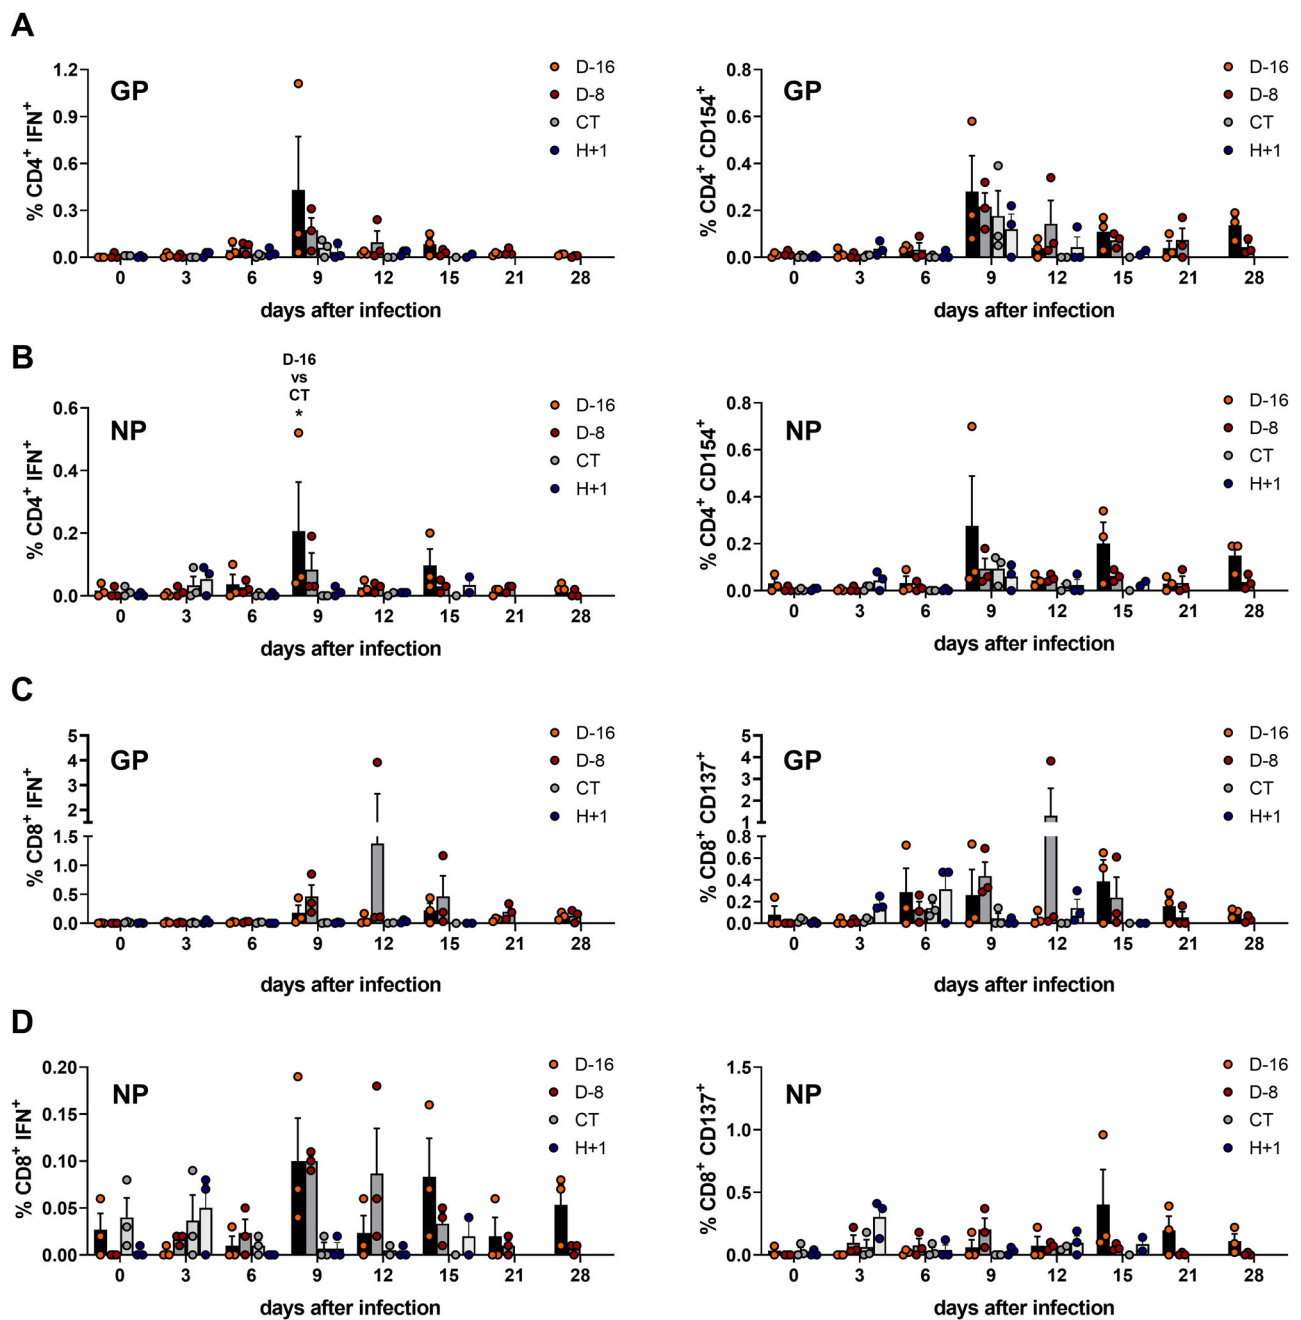 A
GP
% CD4+ IFN+
1.2
0.9
0.6
0.3
0.0
D-16
D-8
CT
H+1
0 3 6 9 12 15 21 28
days after infection
GP
% CD4+ CD154+
0.8
0.6
0.4
0.2
0.0
D-16
D-8
CT
H+1
0 3 6 9 12 15 21 28
days after infection
B
NP
% CD4+ IFN+
0.6
0.4
0.2
0.0
D-16
vs
CT
*
D-16
D-8
CT
H+1
0 3 6 9 12 15 21 28
days after infection
NP
% CD4+ CD154+
0.8
0.6
0.4
0.2
0.0
D-16
D-8
CT
H+1
0 3 6 9 12 15 21 28
days after infection
C
GP
% CD8+ IFN+
5
4
3
2
1.5
1.0
0.5
0.0
D-16
D-8
CT
H+1
0 3 6 9 12 15 21 28
days after infection
GP
% CD8+ CD137+
5
4
3
2
1
0.8
0.6
0.4
0.2
0.0
D-16
D-8
CT
H+1
0 3 6 9 12 15 21 28
days after infection
D
NP
% CD8+ IFN+
0.20
0.15
0.10
0.05
0.00
D-16
D-8
CT
H+1
0 3 6 9 12 15 21 28
days after infection
NP
% CD8+ CD137+
1.5
1.0
0.5
0.0
D-16
D-8
CT
H+1
0 3 6 9 12 15 21 28
days after infection